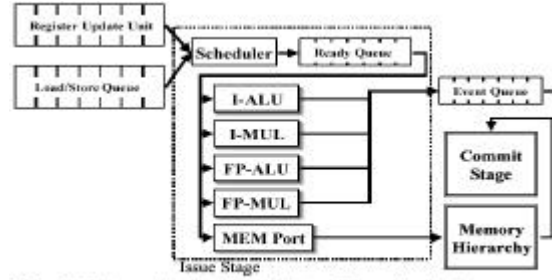 Register Update Unit
Scheduler
Ready Queue
Load/Store Queue
I-ALU
Event Queue
I-MUL
FP-ALU
Commit
Stage
FP-MUL
MEM Port
Memory
Hierarchy
Issue Stage